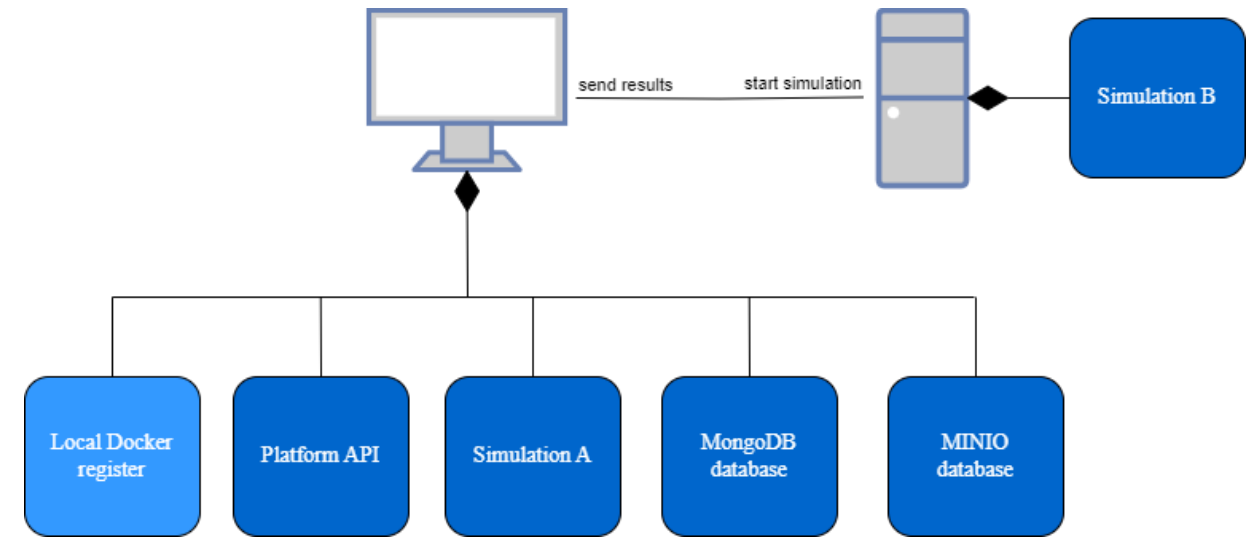 send results
start simulation
Simulation B
Local Docker
register
Platform API
Simulation A
MongoDB
database
MINIO
database